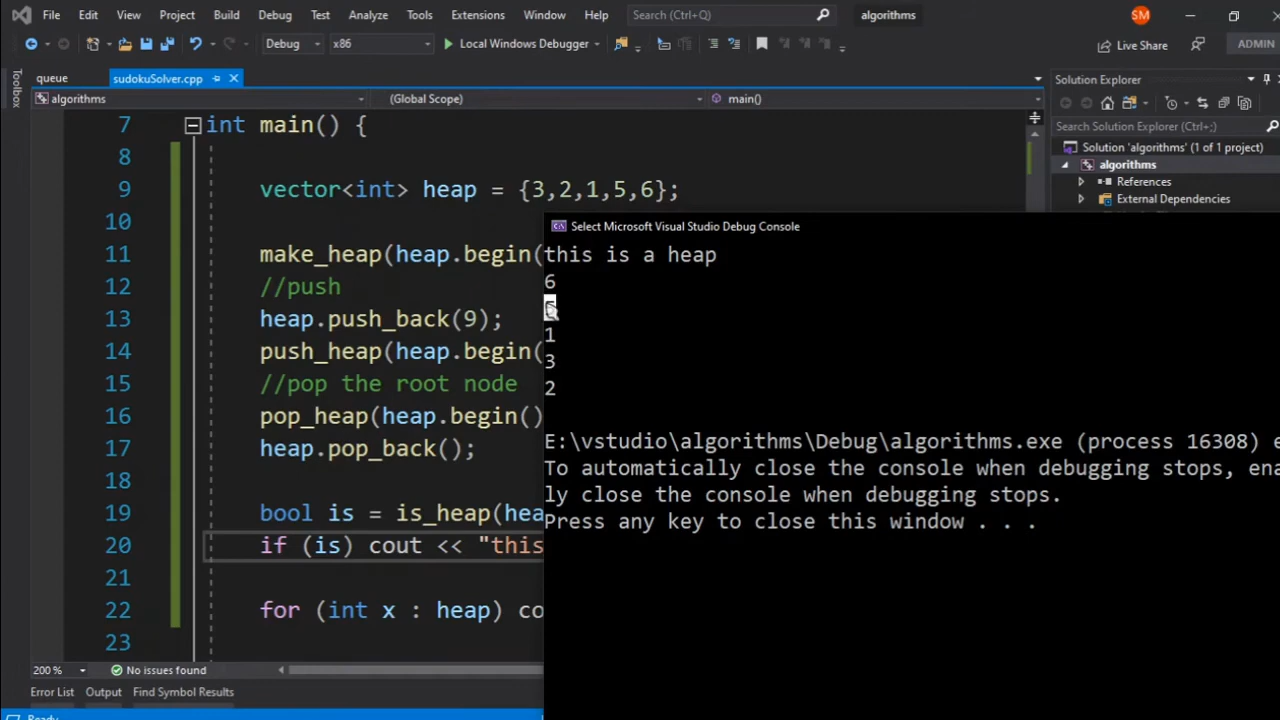 File Edit View Project Build Debug Test Analyze Tools Extensions Window Help Search (Ctrl+Q) algorithms SM
Debug x86 Local Windows Debugger Live Share ADMIN
Toolbox
queue sudokuSolver.cpp
algorithms (Global Scope) main()
7 int main() {
8
9 vector<int> heap = {3,2,1,5,6};
10
11 make_heap(heap.begin(
12 //push
13 heap.push_back(9);
14 push_heap(heap.begin(
15 //pop the root node
16 pop_heap(heap.begin()
17 heap.pop_back();
18
19 bool is = is_heap(hea
20 if (is) cout << "this
21
22 for (int x : heap) co
23
200 % No issues found
Error List Output Find Symbol Results
Ready
Select Microsoft Visual Studio Debug Console
this is a heap
6
1
3
2
E:\vstudio\algorithms\Debug\algorithms.exe (process 16308) e
To automatically close the console when debugging stops, ena
ly close the console when debugging stops.
Press any key to close this window . . .
Solution Explorer
Search Solution Explorer (Ctrl+;)
Solution 'algorithms' (1 of 1 project)
algorithms
References
External Dependencies